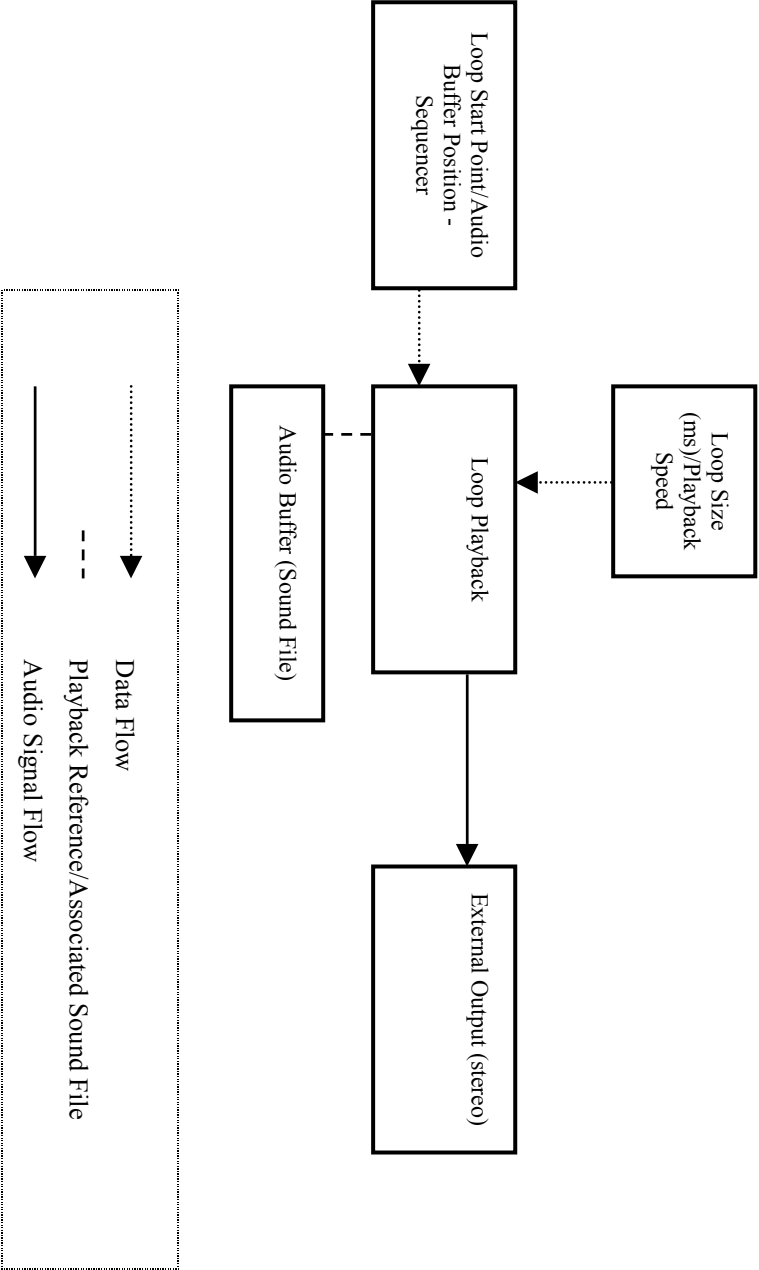 Loop Size
(ms)/Playback
Speed
Loop Start Point/Audio
Buffer Position -
Sequencer
Loop Playback
External Output (stereo)
Audio Buffer (Sound File)
Data Flow
Playback Reference/Associated Sound File
Audio Signal Flow